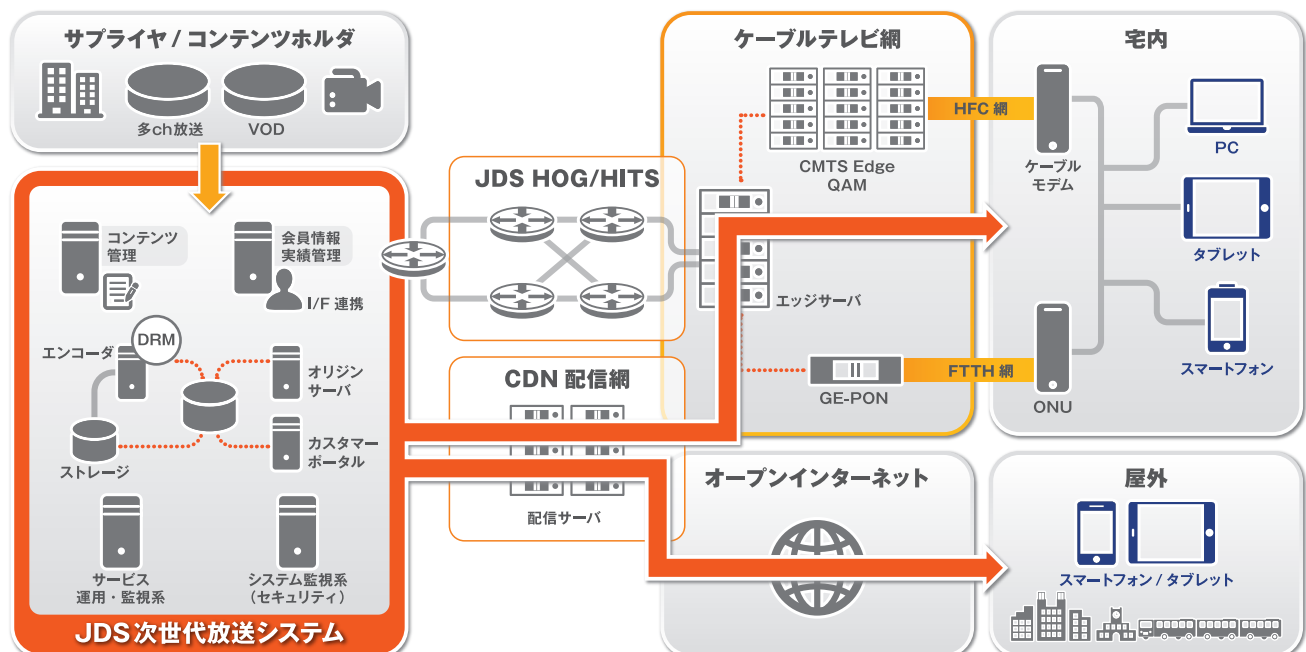 サプライヤ / コンテンツホルダ
多ch放送
VOD
コンテンツ
管理
会員情報
実績管理
I/F 連携
エンコーダ
DRM
オリジン
サーバ
カスタマー
ポータル
ストレージ
サービス
運用・監視系
システム監視系
（セキュリティ）
JDS 次世代放送システム
JDS HOG/HITS
CDN 配信網
配信サーバ
ケーブルテレビ網
CMTS Edge
QAM
エッジサーバ
GE-PON
HFC 網
FTTH 網
宅内
ケーブル
モデム
ONU
PC
タブレット
スマートフォン
オープンインターネット
屋外
スマートフォン / タブレット